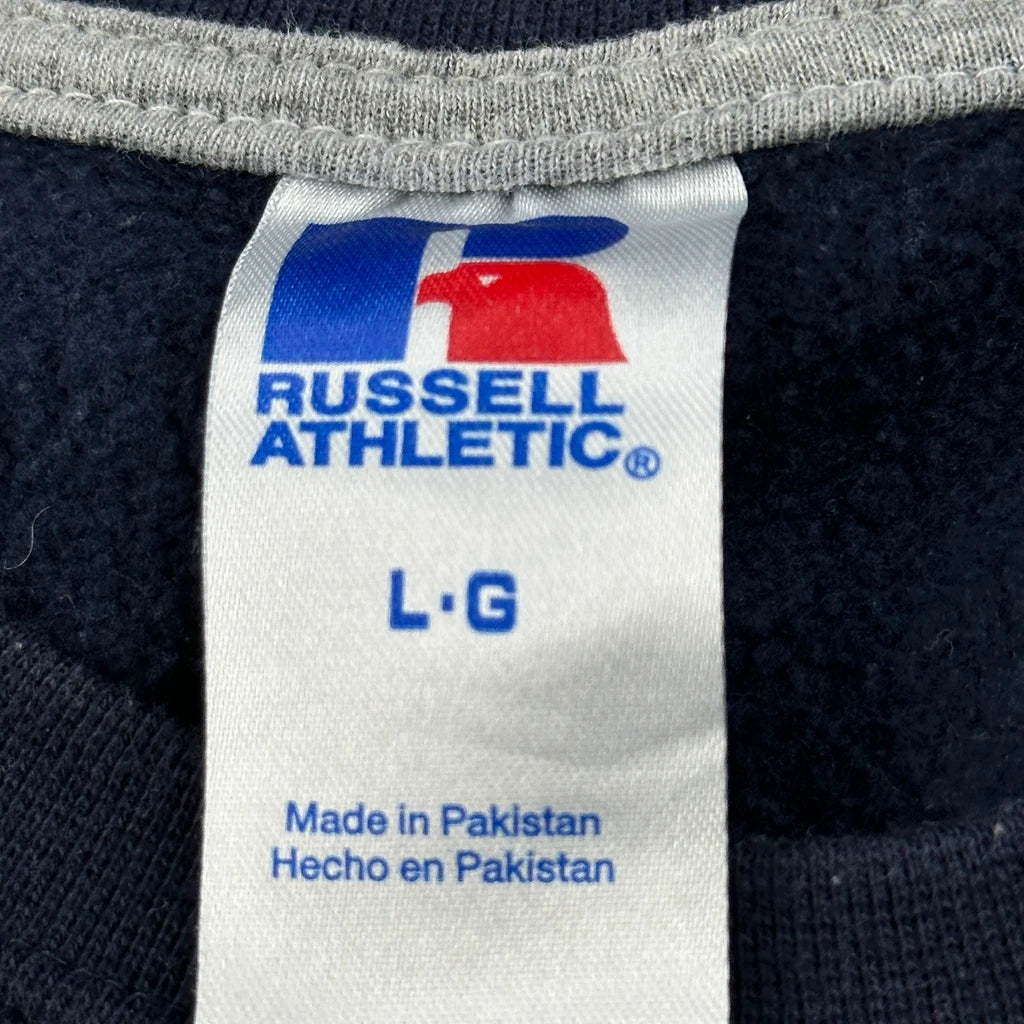 RUSSELL
ATHLETIC®
L·G
Made in Pakistan
Hecho en Pakistan